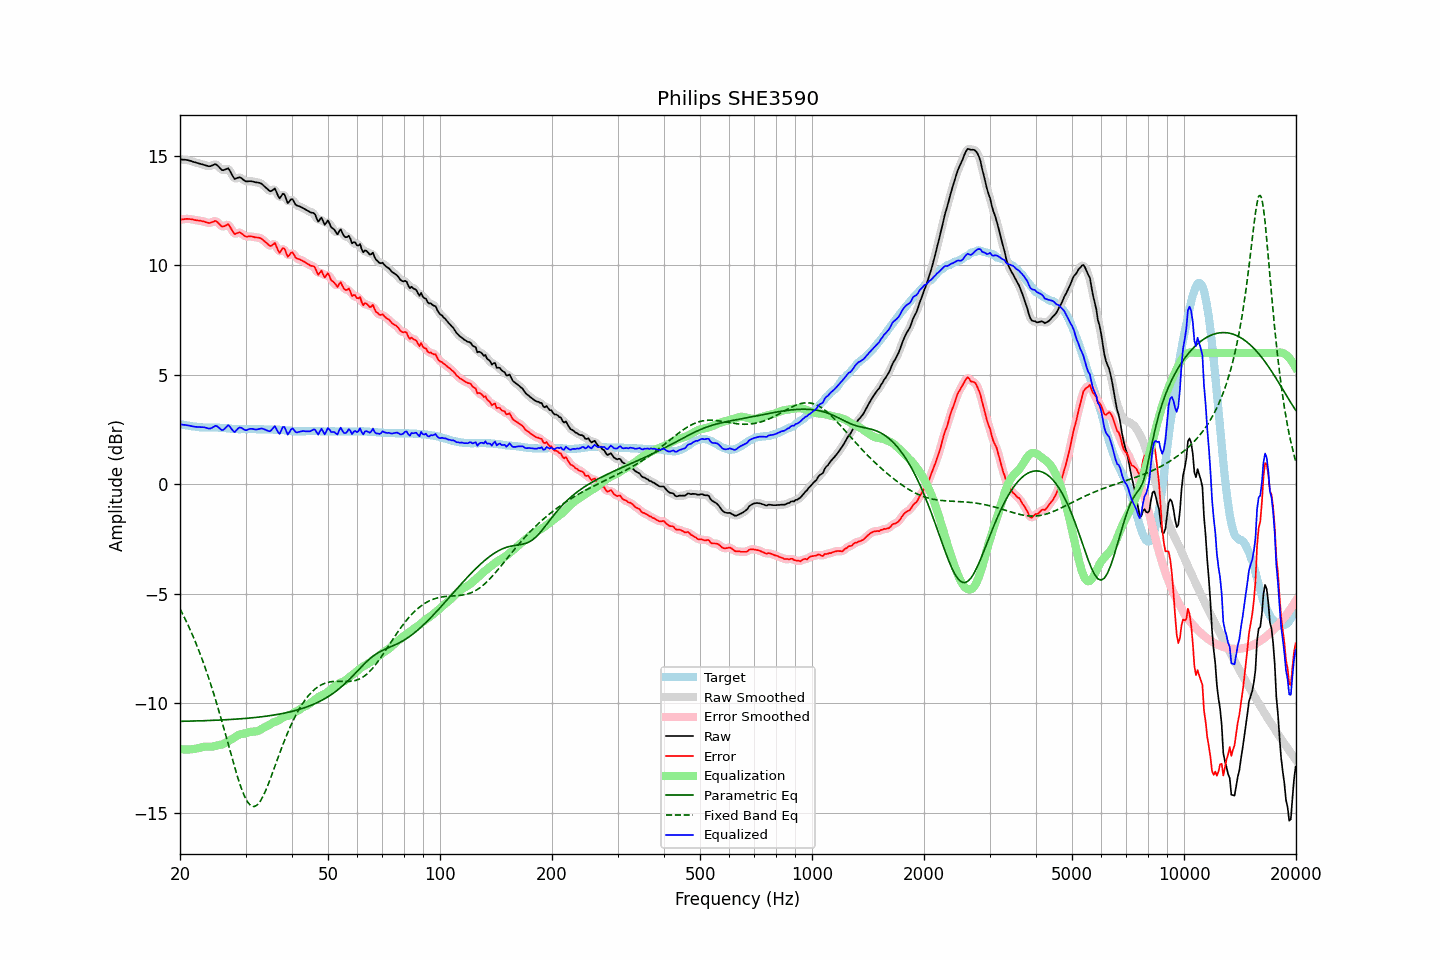 Philips SHE3590
Amplitude (dBr)
15
10
5
0
−5
−10
−15
Target
Raw Smoothed
Error Smoothed
Raw
Error
Equalization
Parametric Eq
Fixed Band Eq
Equalized
20 50 100 200 500 1000 2000 5000 10000 20000
Frequency (Hz)